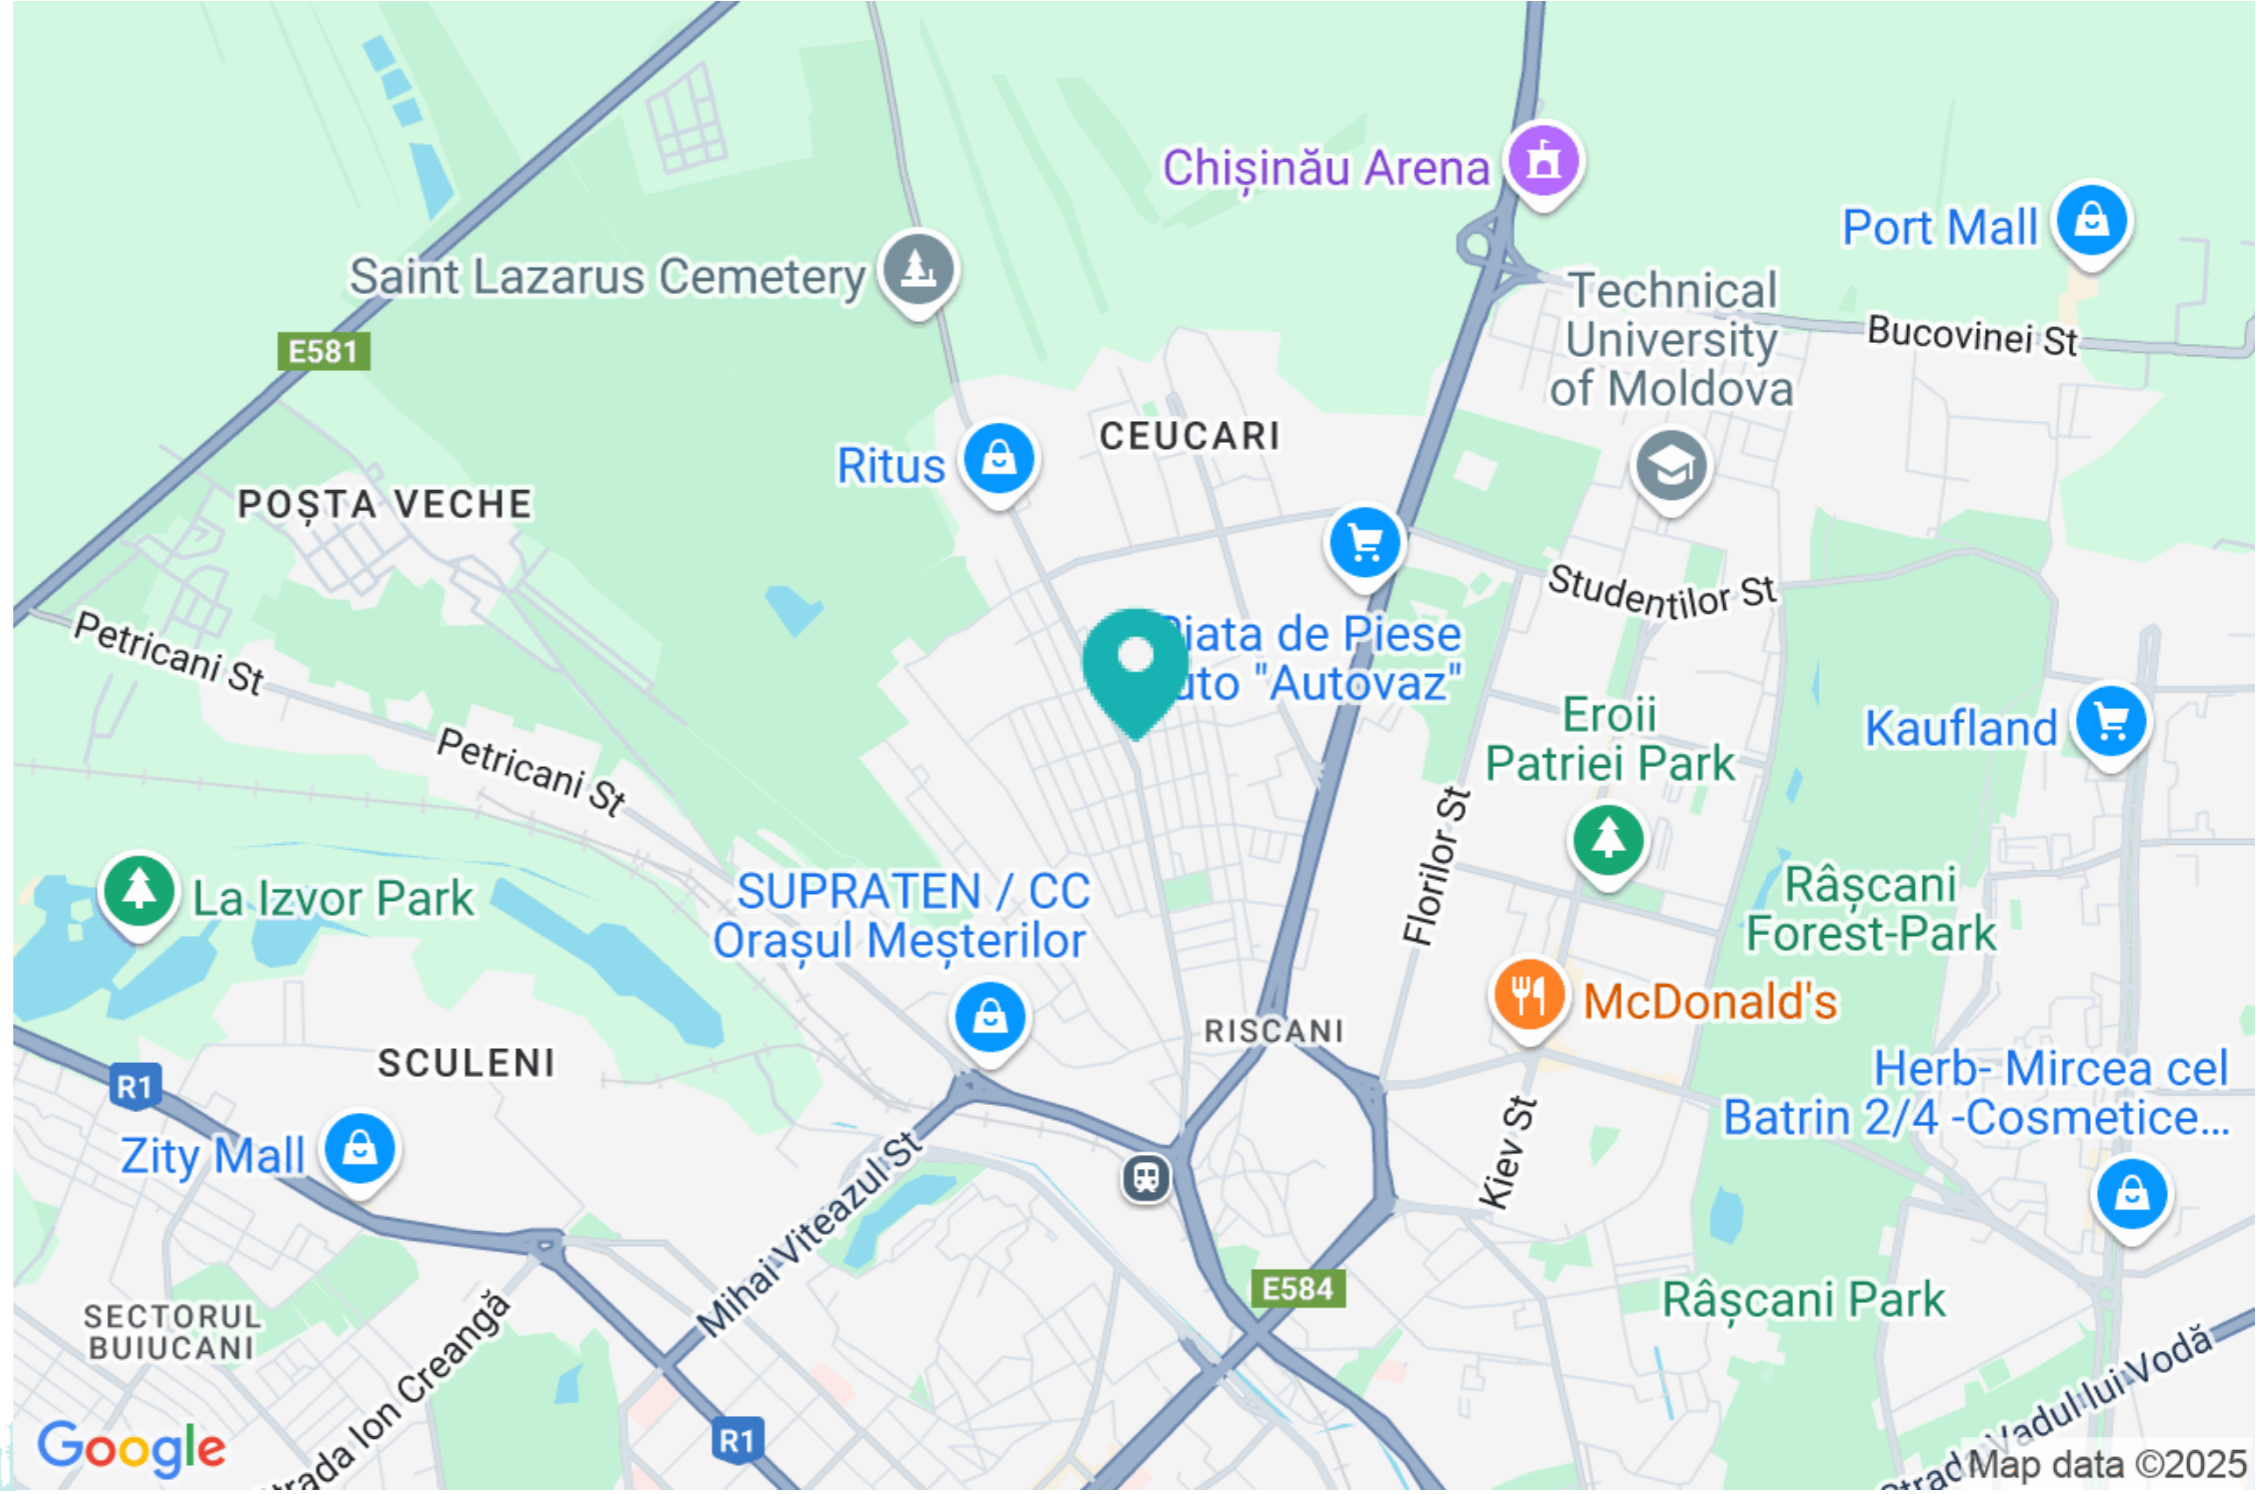 Chișinău Arena
Port Mall
Saint Lazarus Cemetery
Technical
University
of Moldova
Bucovinei St
E581
CEUCARI
Ritus
POȘTA VECHE
Studentilor St
Petricani St
de Piese
"Autovaz"
Eroii
Patriei Park
Kaufland
Petricani St
Florilor St
La Izvor Park
SUPRATEN / CC
Orașul Meșterilor
Râșcani
Forest-Park
McDonald's
RISCANI
SCULENI
R1
Herb- Mircea cel
Batrin 2/4 -Cosmetice...
Zity Mall
Kiev St
Mihai Viteazul St
E584
Râșcani Park
SECTORUL
BUIUCANI
Ion Creangă
Vadul lui Vodă
R1
Google
Map data ©2025